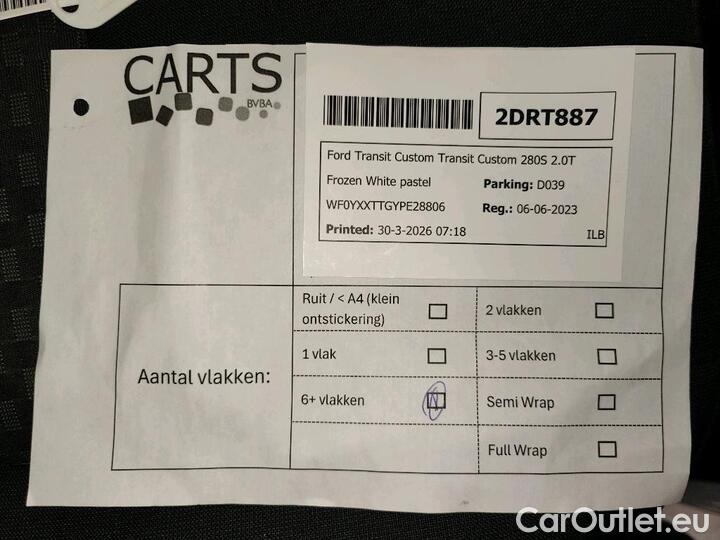 CARTS
BVBA
2DRT887
Ford Transit Custom Transit Custom 280S 2.0T
Frozen White pastel Parking: D039
WF0YXXTTGYPE28806 Reg.: 06-06-2023
Printed: 30-3-2026 07:18 ILB
Aantal vlakken:
Ruit / < A4 (klein
ontstickering)
2 vlakken
1 vlak
3-5 vlakken
6+ vlakken
Semi Wrap
Full Wrap
CarOutlet.eu